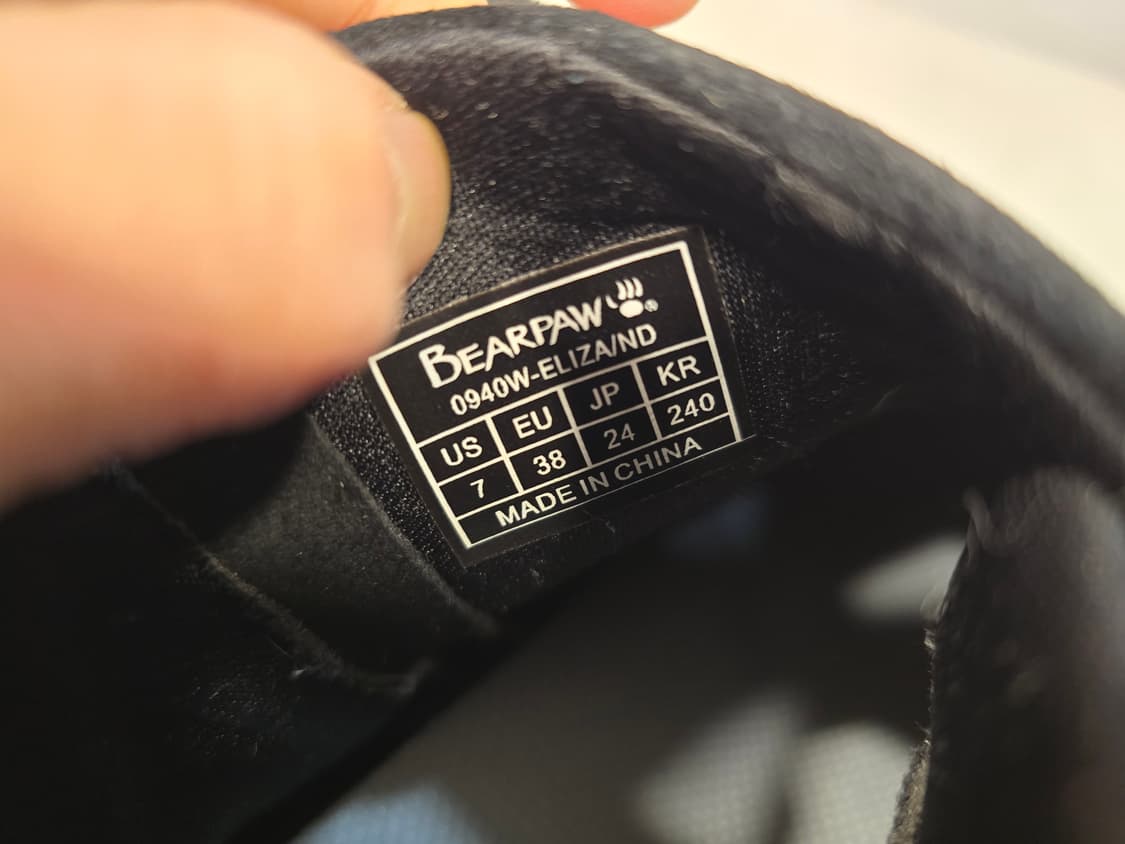 BEARPAW®
0940W-ELIZA/ND
US EU JP KR
7 38 24 240
MADE IN CHINA